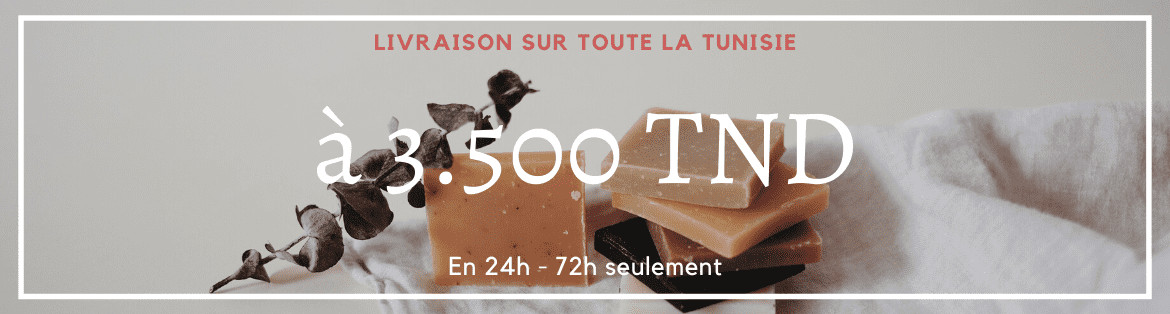 LIVRAISON SUR TOUTE LA TUNISIE
à 3.500 TND
En 24h - 72h seulement